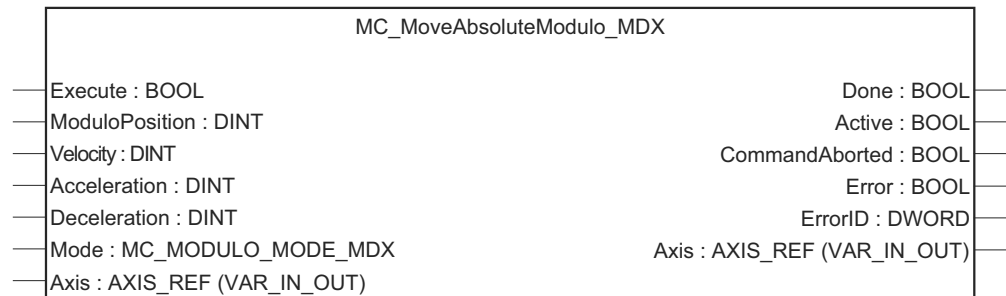 MC_MoveAbsoluteModulo_MDX
Execute : BOOL
Done : BOOL
ModuloPosition : DINT
Active : BOOL
Velocity : DINT
CommandAborted : BOOL
Acceleration : DINT
Error : BOOL
Deceleration : DINT
ErrorID : DWORD
Mode : MC_MODULO_MODE_MDX
Axis : AXIS_REF (VAR_IN_OUT)
Axis : AXIS_REF (VAR_IN_OUT)